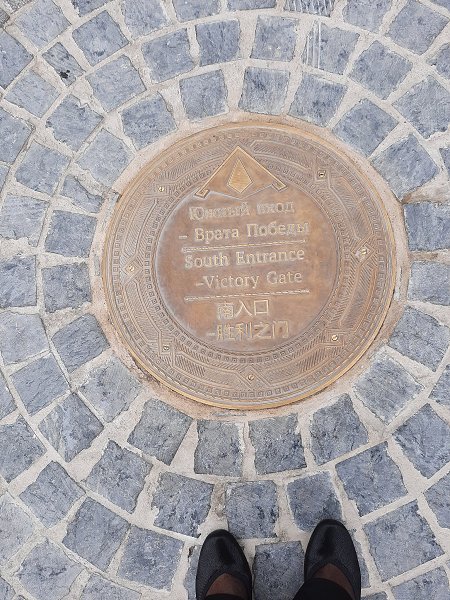 Южный вход
- Врата Победы
South Entrance
-Victory Gate
南入口
-胜利之门